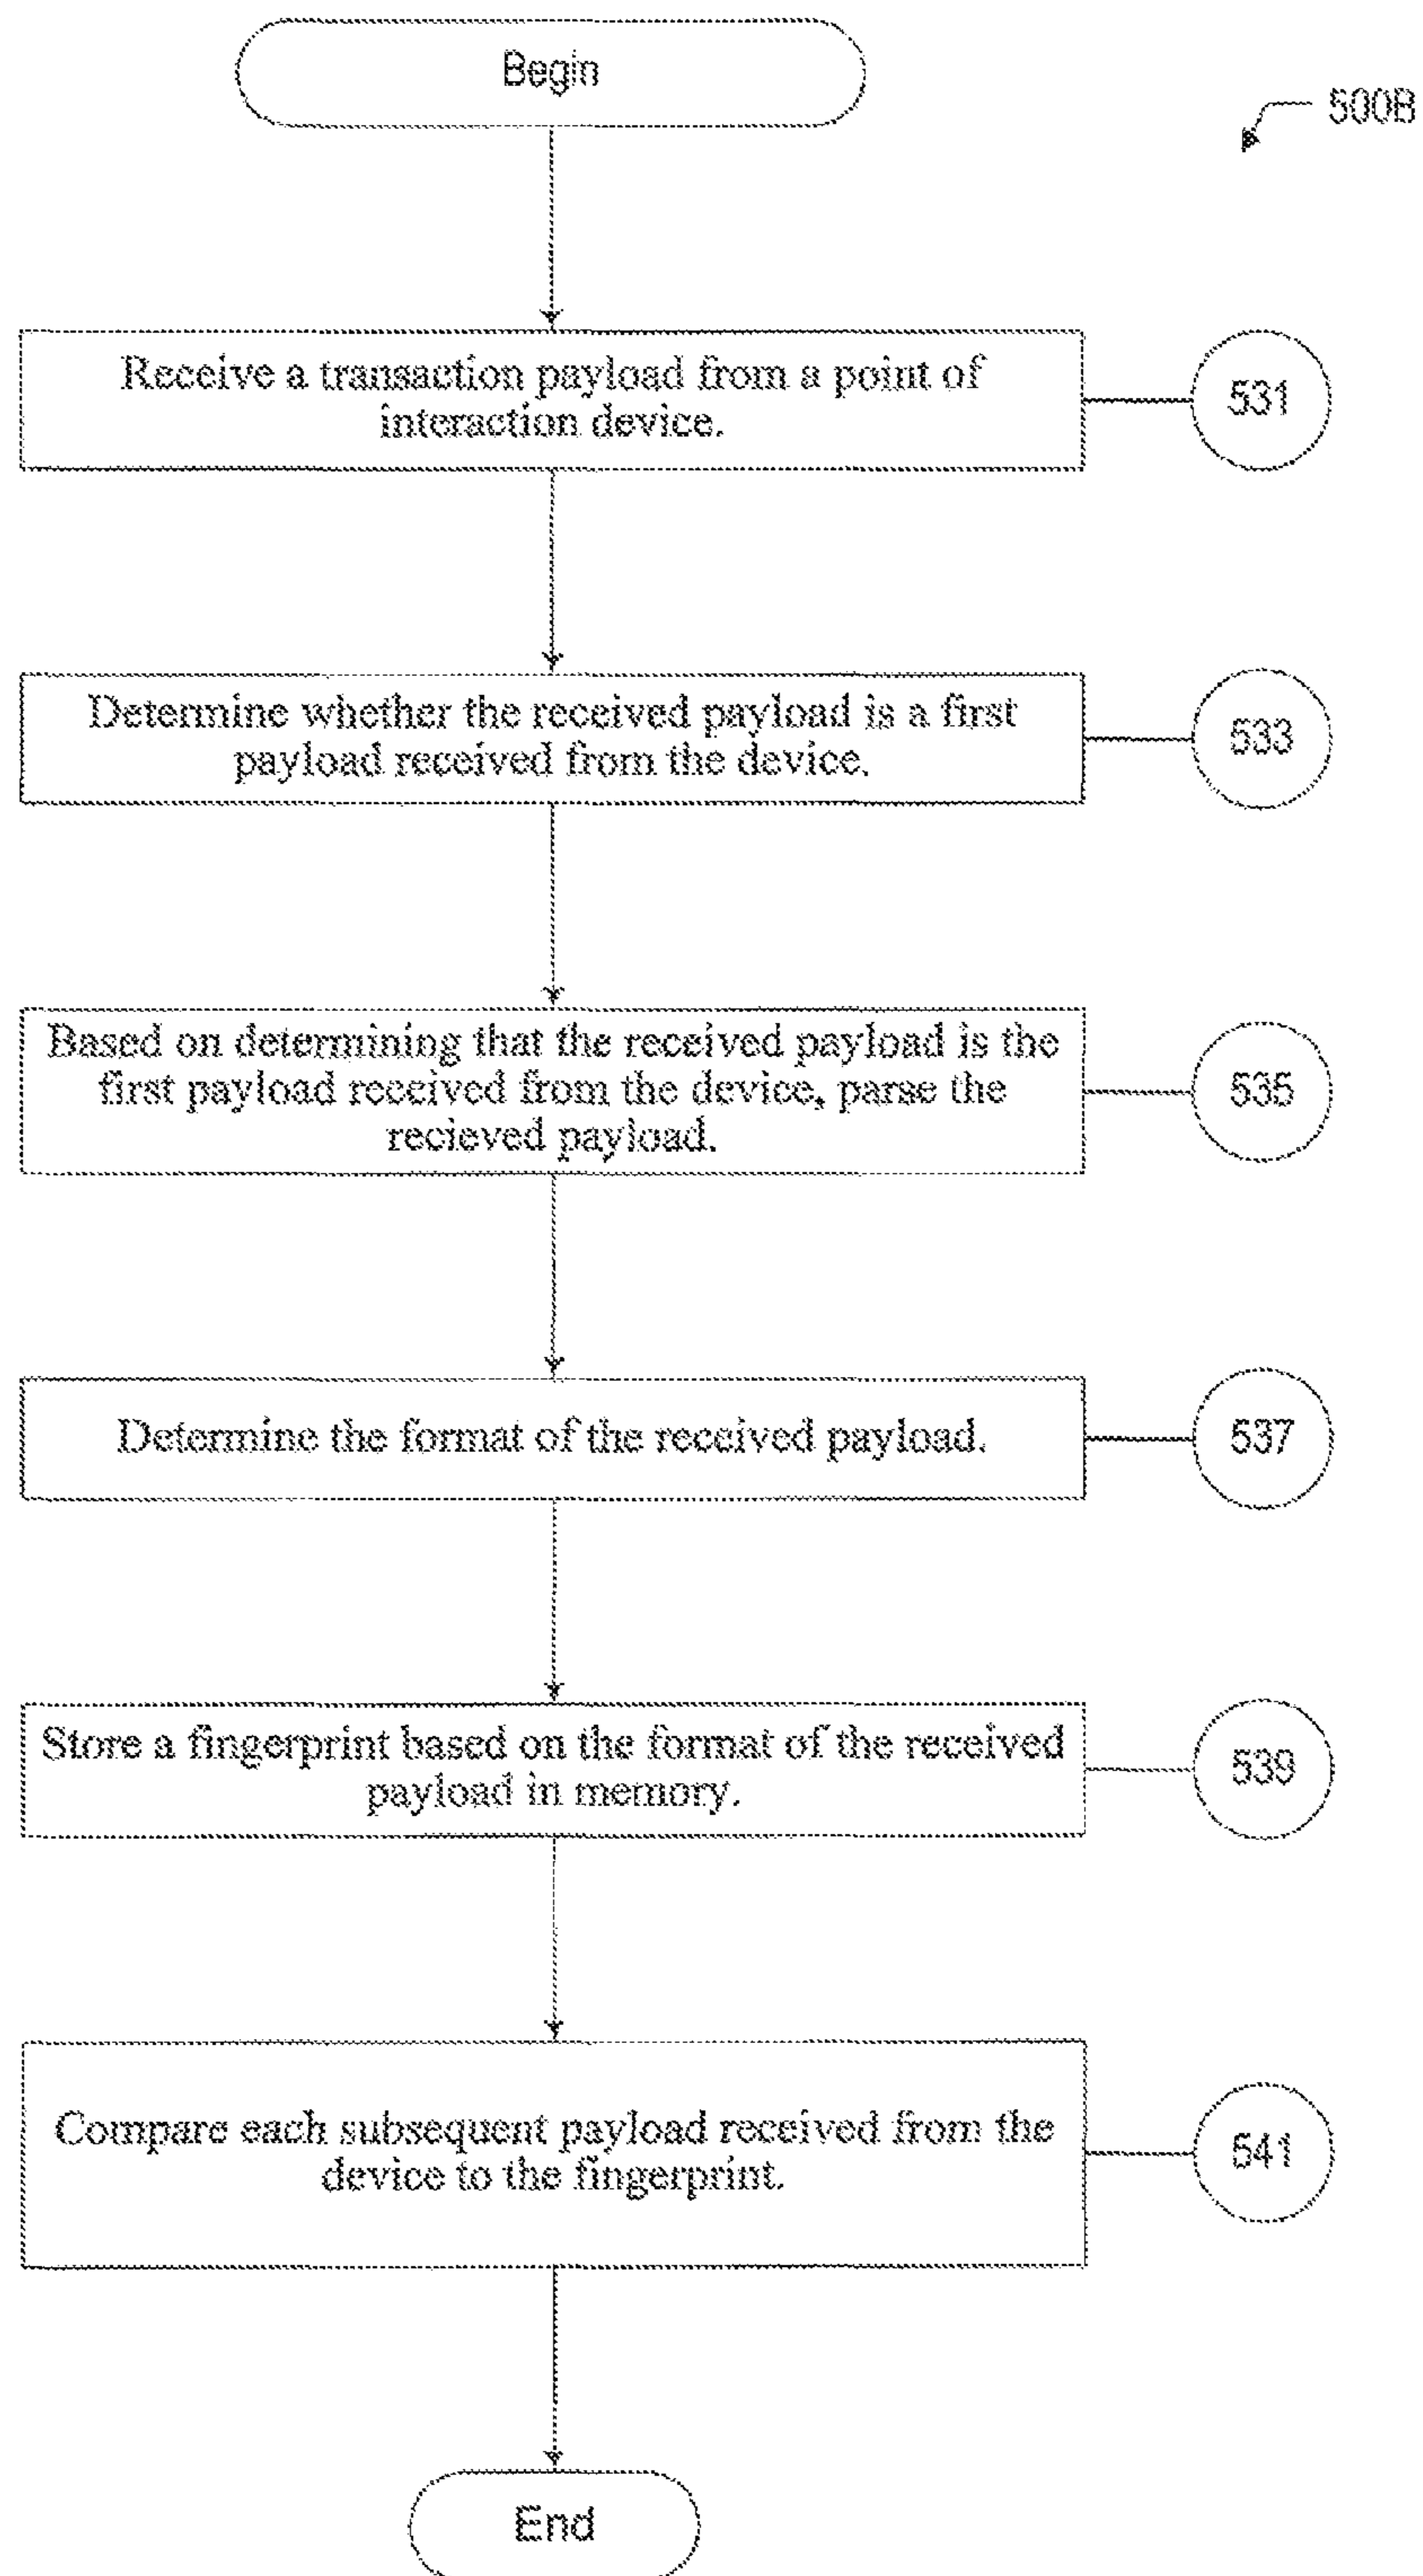 Begin
500B
Receive a transaction payload from a point of
interaction device.
531
Determine whether the received payload is a first
payload received from the device.
533
Based on determining that the received payload is the
first payload received from the device, parse the
recieved payload.
535
Determine the format of the received payload.
537
Store a fingerprint based on the format of the received
payload in memory.
539
Compare each subsequent payload received from the
device to the fingerprint.
541
End